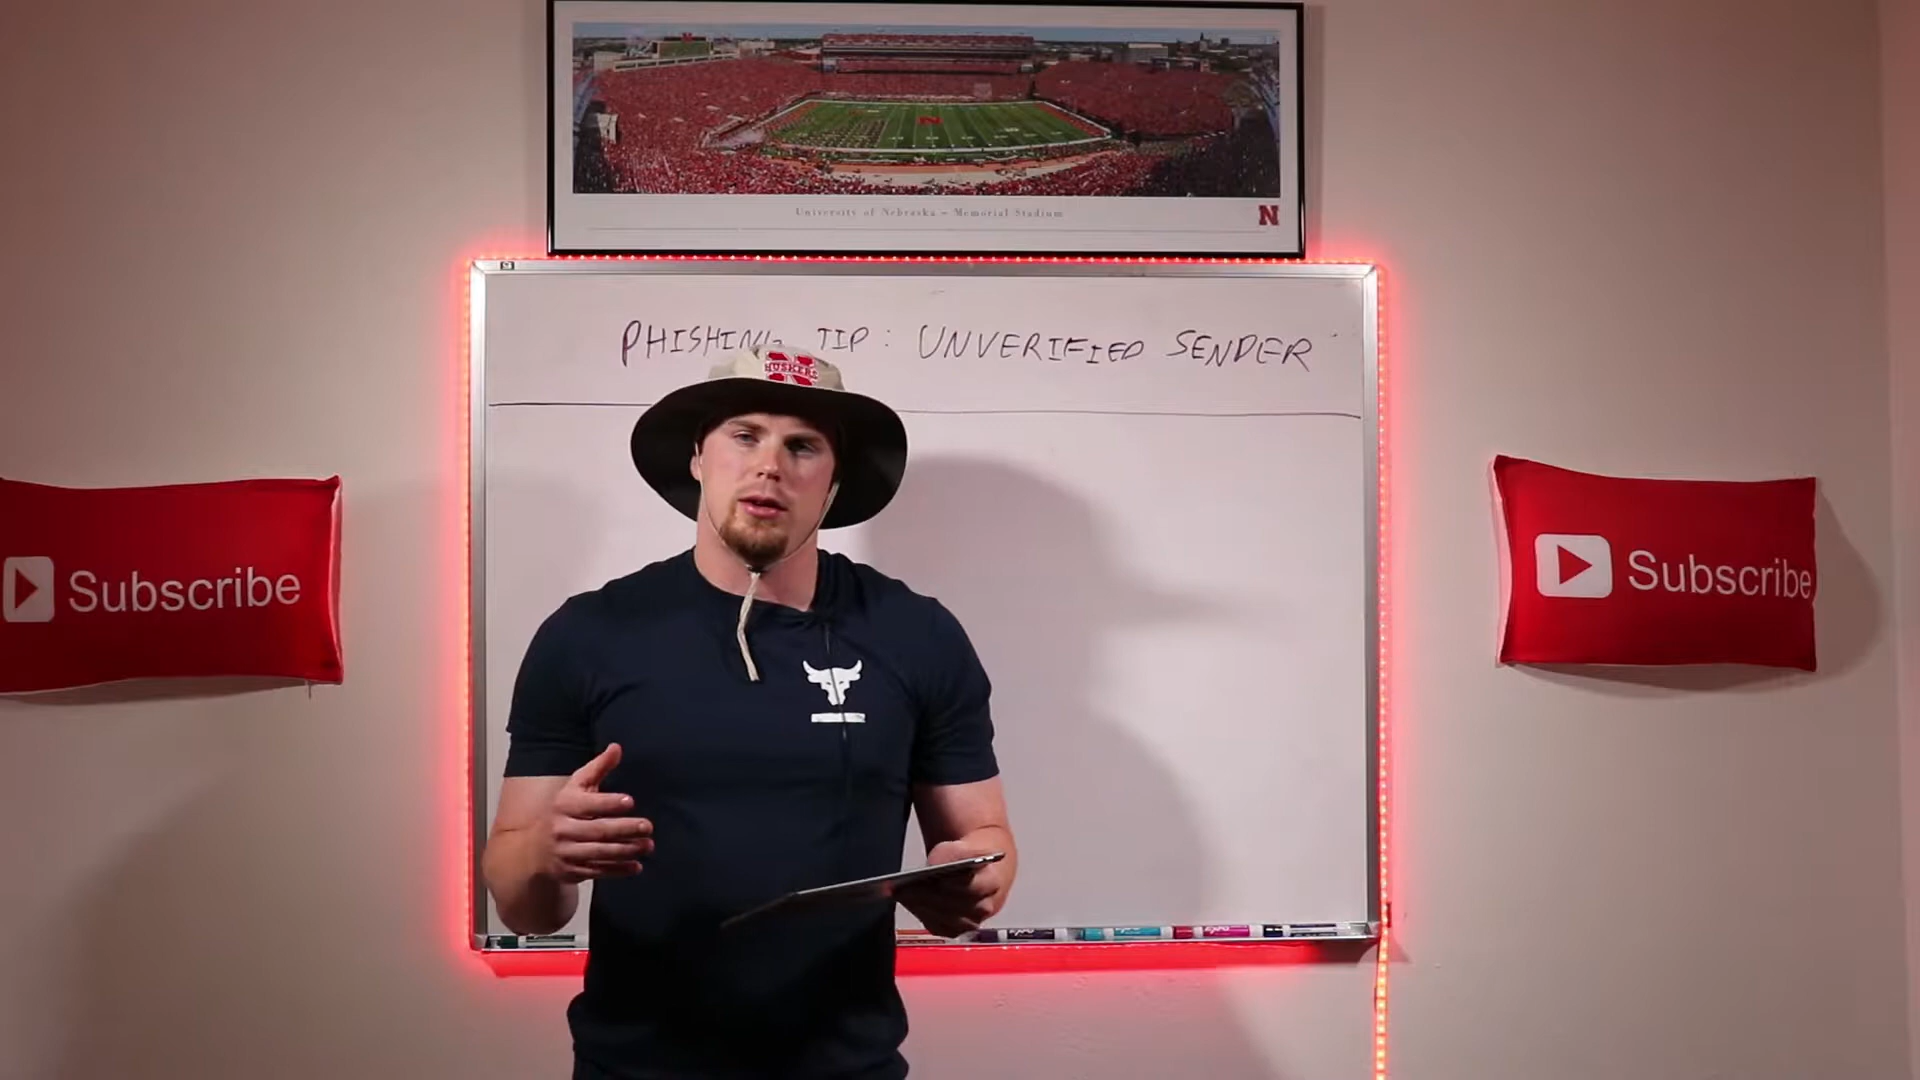 University of Nebraska – Memorial Stadium
N
PHISHING TIP: UNVERIFIED SENDER
N
HUSKERS
Subscribe
Subscribe